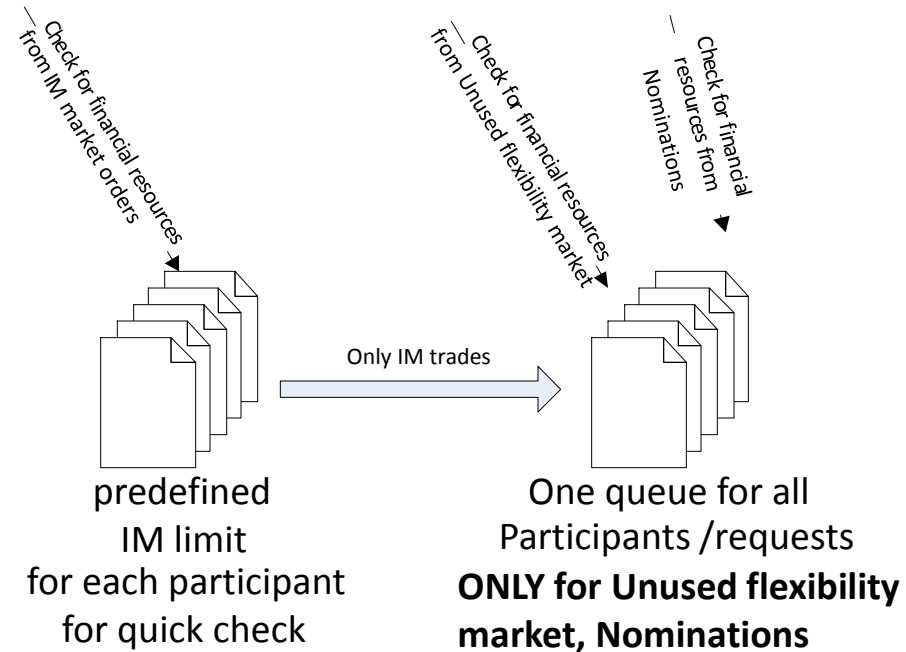 Check for financial resources
from IM market orders
Check for financial resources
from Unused flexibility market
Check for financial
resources from
Nominations
Only IM trades
predefined
IM limit
for each participant
for quick check
One queue for all
Participants /requests
ONLY for Unused flexibility
market, Nominations